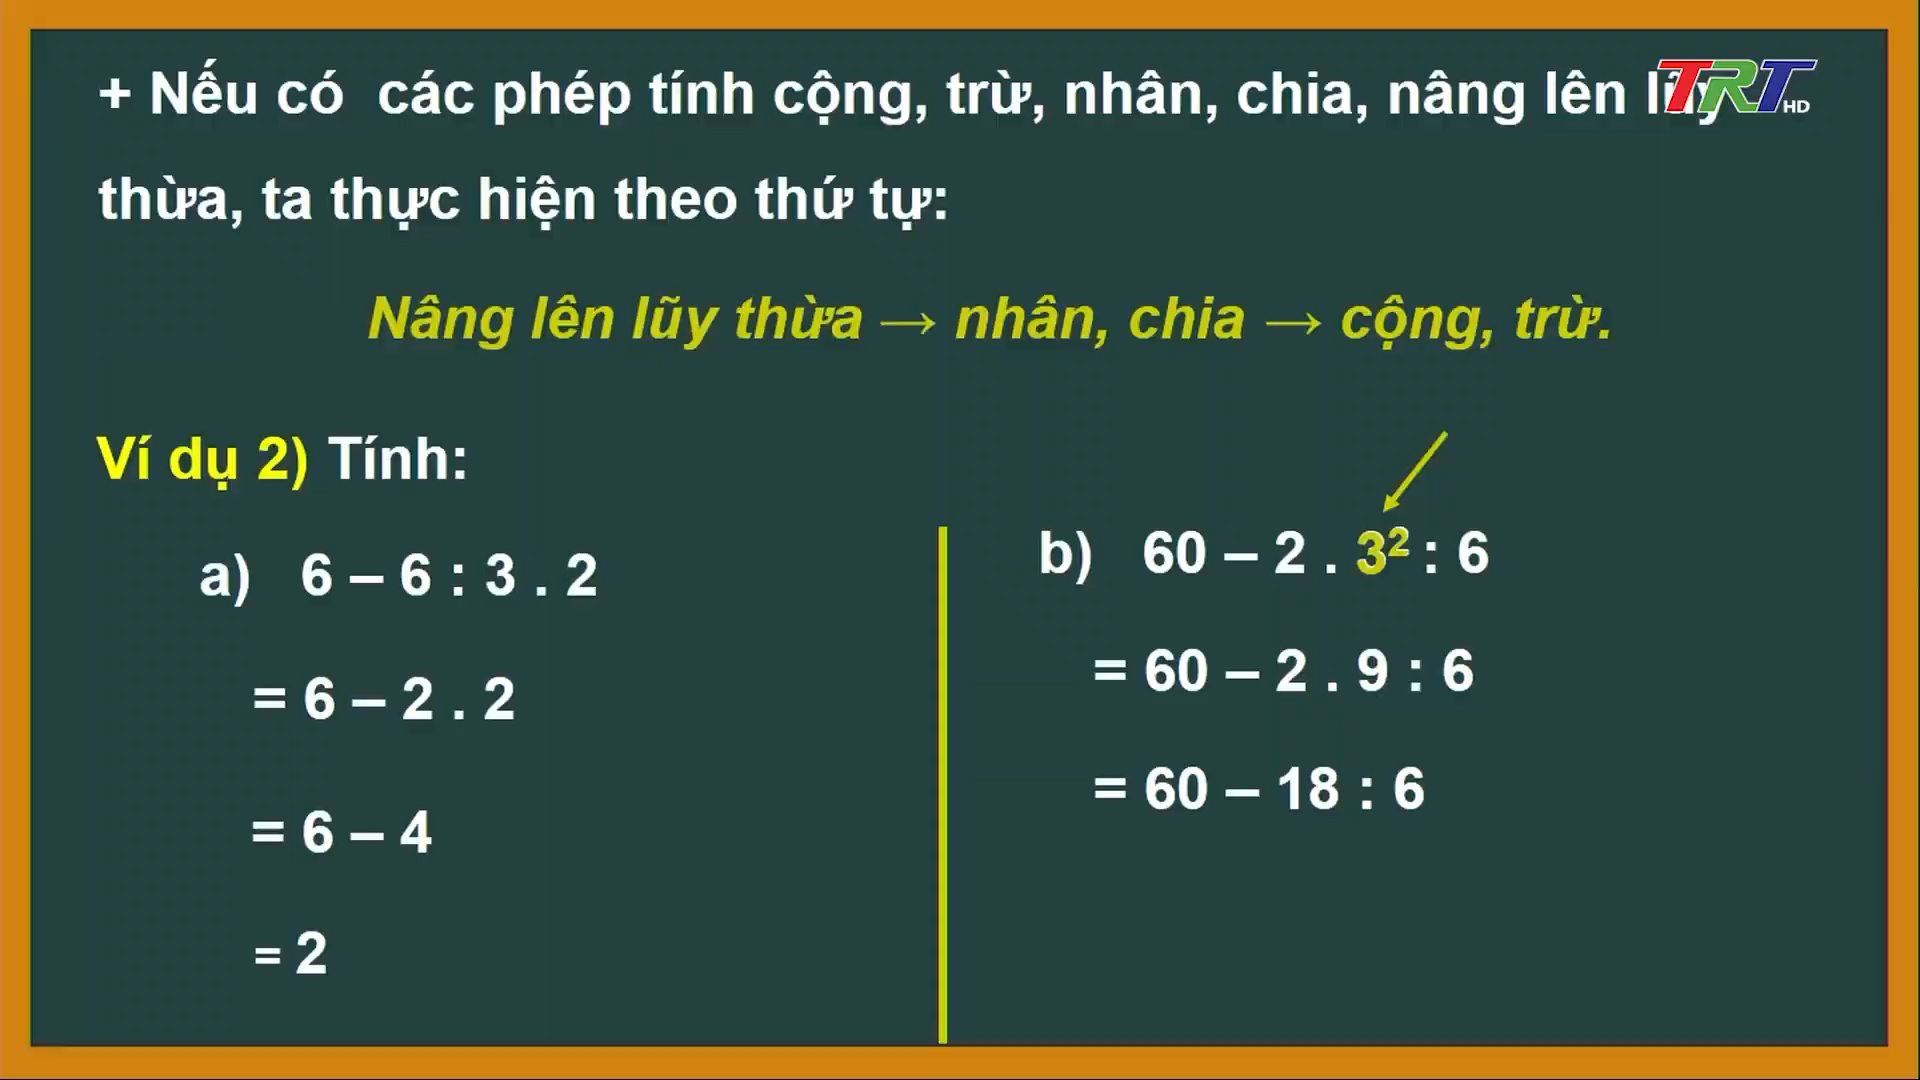 + Nếu có các phép tính cộng, trừ, nhân, chia, nâng lên lũy
TRT HD
thừa, ta thực hiện theo thứ tự:
Nâng lên lũy thừa → nhân, chia → cộng, trừ.
Ví dụ 2) Tính:
a) 6 – 6 : 3 . 2
= 6 – 2 . 2
= 6 – 4
= 2
b) 60 – 2 . 3² : 6
= 60 – 2 . 9 : 6
= 60 – 18 : 6